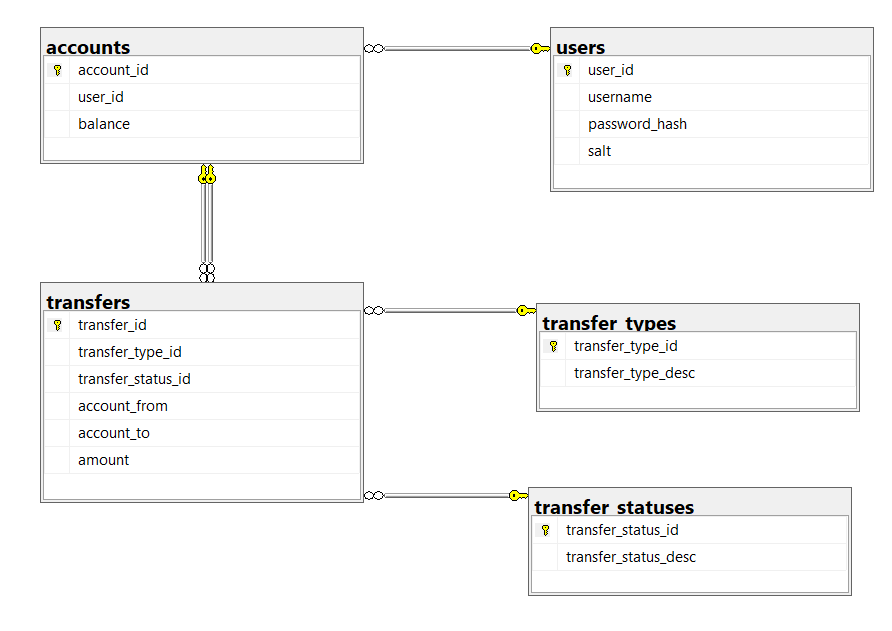 accounts
account_id
user_id
balance
users
user_id
username
password_hash
salt
transfers
transfer_id
transfer_type_id
transfer_status_id
account_from
account_to
amount
transfer_types
transfer_type_id
transfer_type_desc
transfer_statuses
transfer_status_id
transfer_status_desc